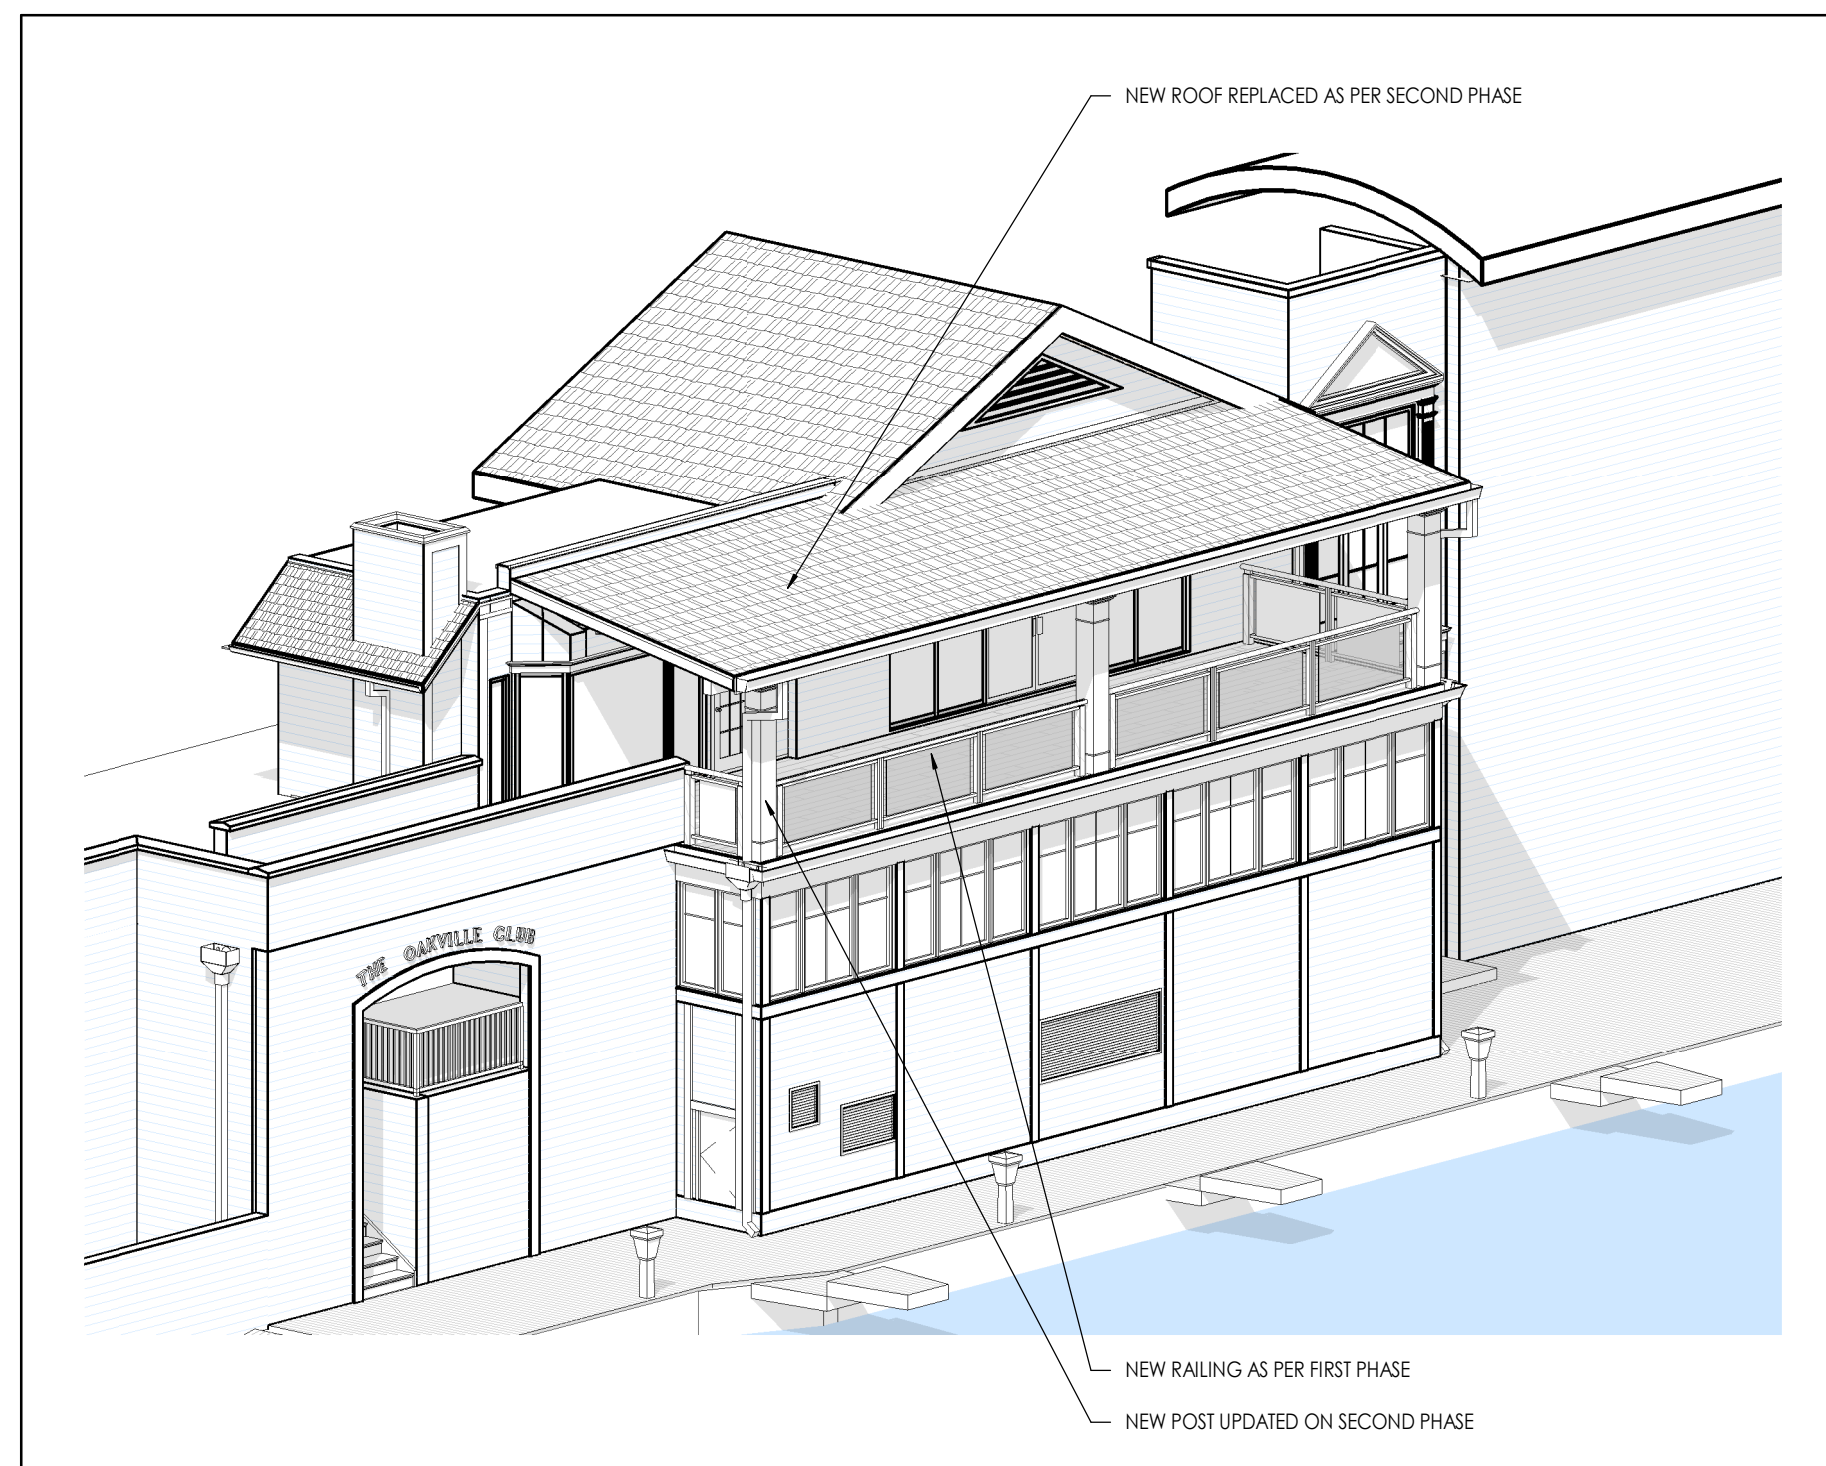 NEW ROOF REPLACED AS PER SECOND PHASE
THE OAKVILLE CLUB
NEW RAILING AS PER FIRST PHASE
NEW POST UPDATED ON SECOND PHASE